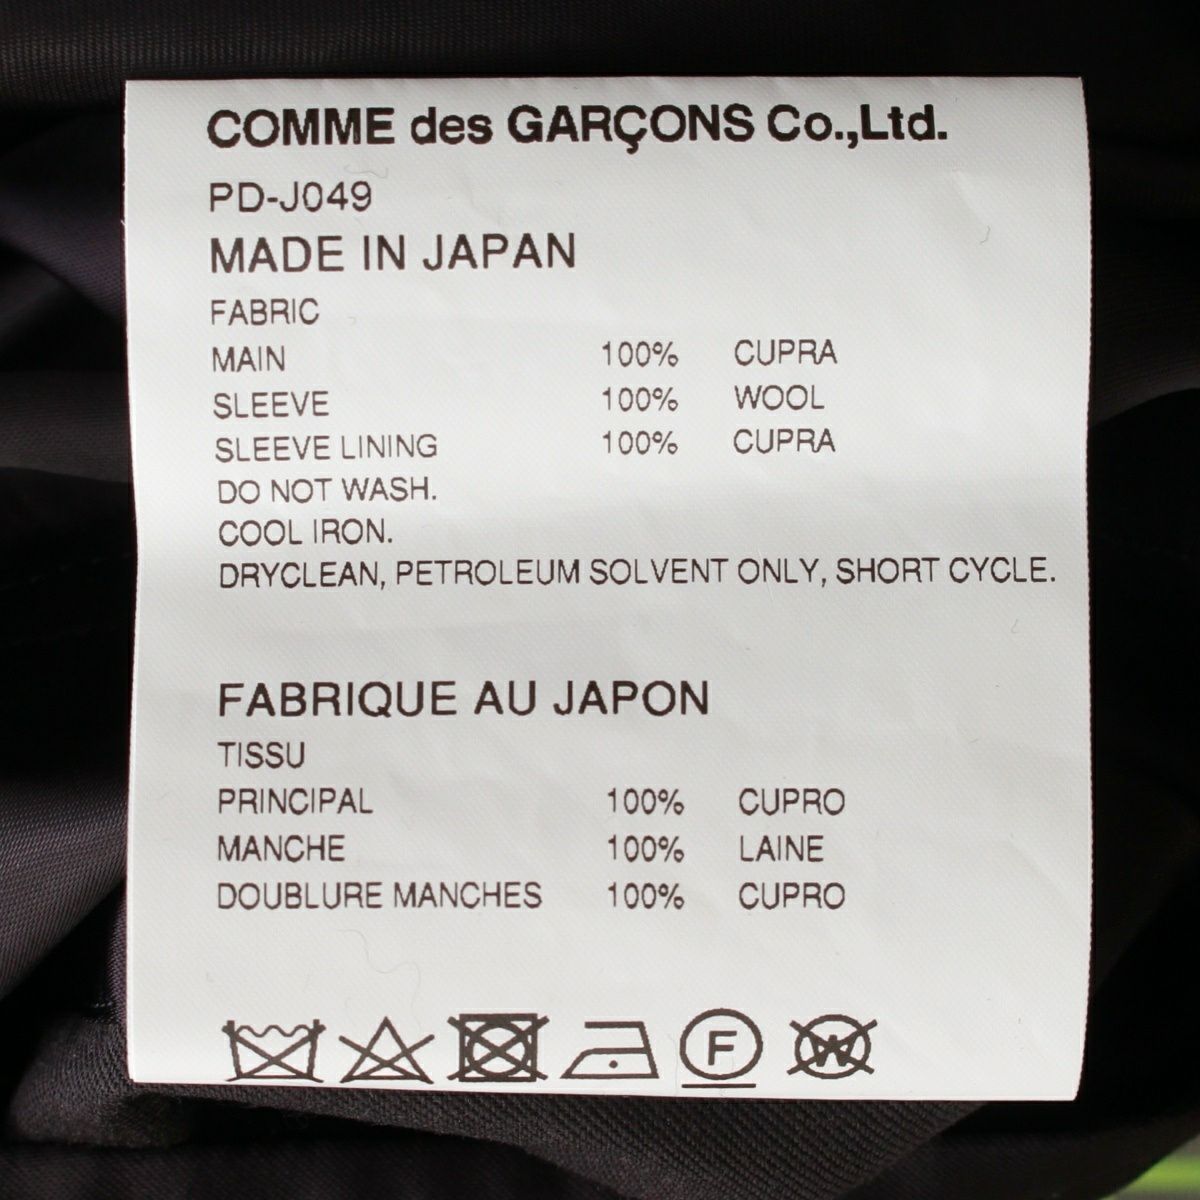 COMME des GARÇONS Co.,Ltd.
PD-J049
MADE IN JAPAN
FABRIC
MAIN 100% CUPRA
SLEEVE 100% WOOL
SLEEVE LINING 100% CUPRA
DO NOT WASH.
COOL IRON.
DRYCLEAN, PETROLEUM SOLVENT ONLY, SHORT CYCLE.
FABRIQUE AU JAPON
TISSU
PRINCIPAL 100% CUPRO
MANCHE 100% LAINE
DOUBLURE MANCHES 100% CUPRO
F W